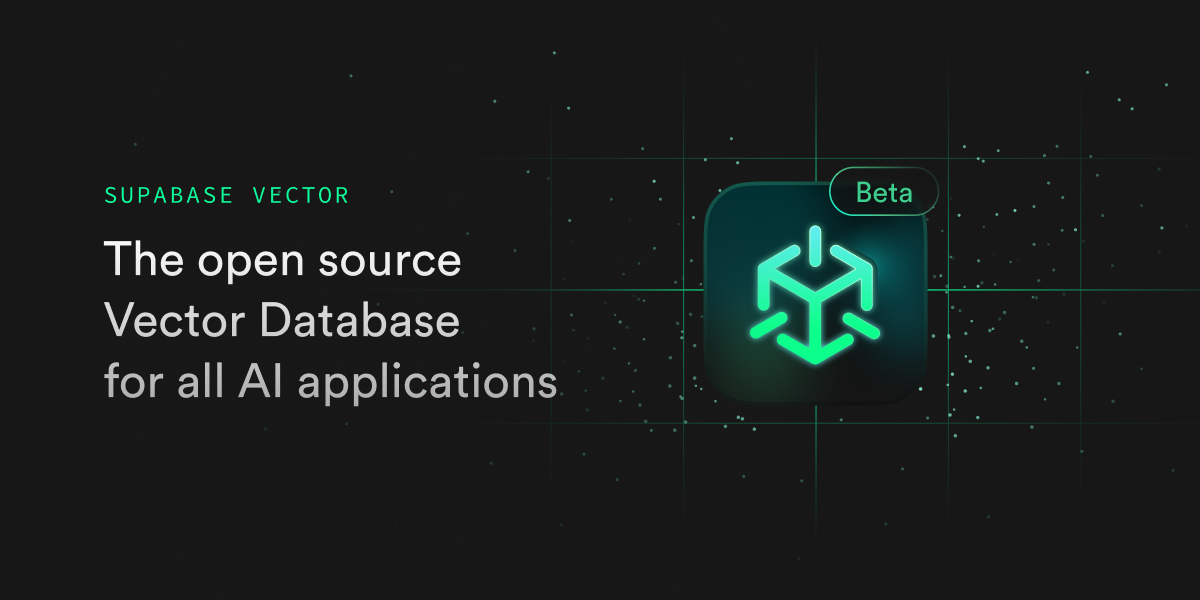 SUPABASE VECTOR
The open source
Vector Database
for all AI applications
Beta